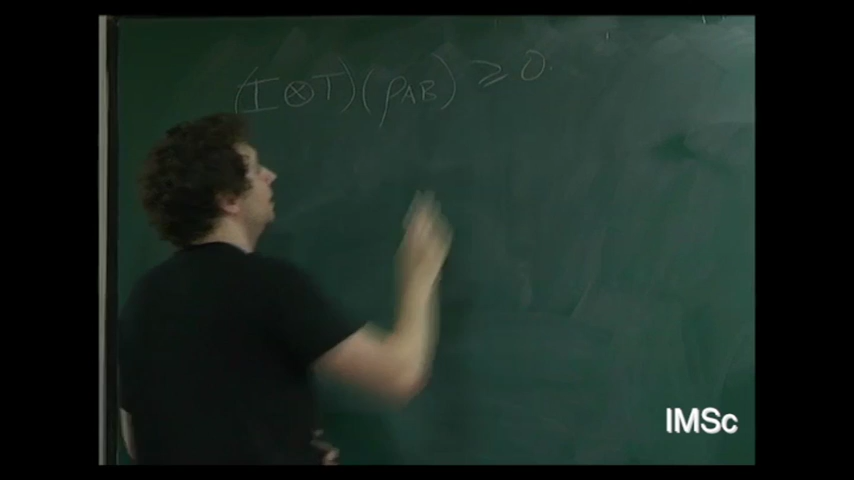 (I ⊗ T)(ρAB) ≥ 0.
IMSc